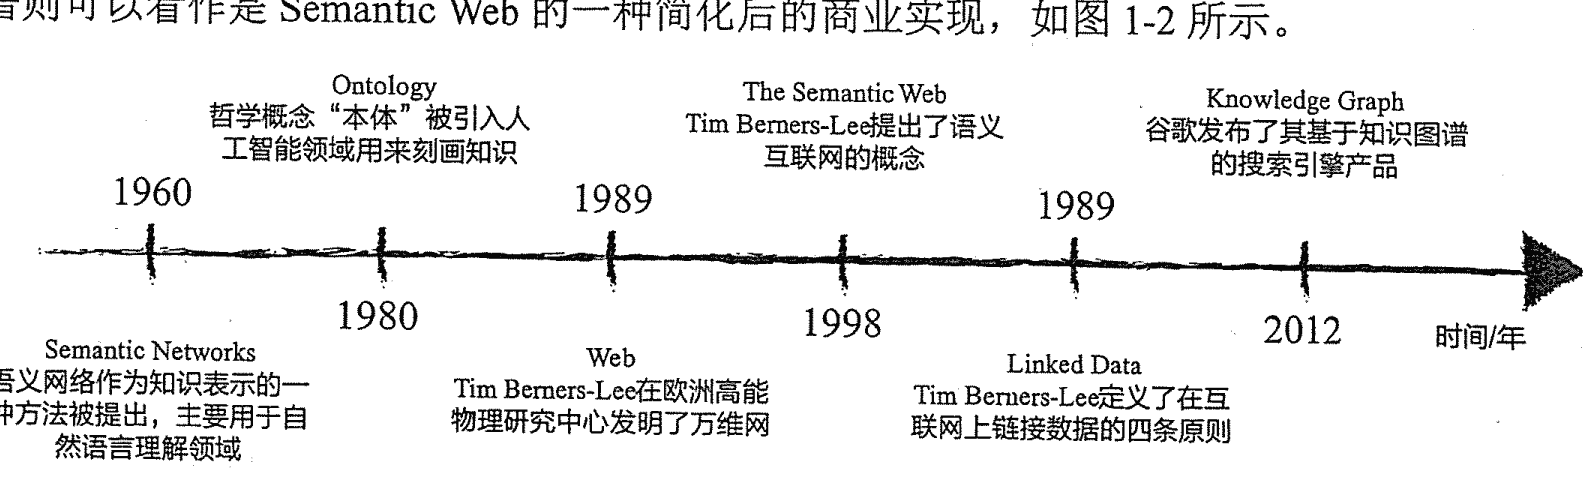 则可以看作是 Semantic Web 的一种简化后的商业实现，如图 1-2 所示。
Ontology
哲学概念“本体”被引入人
工智能领域用来刻画知识
The Semantic Web
Tim Berners-Lee提出了语义
互联网的概念
Knowledge Graph
谷歌发布了其基于知识图谱
的搜索引擎产品
1960
1989
1989
1980
1998
2012
时间/年
Semantic Networks
语义网络作为知识表示的一
种方法被提出，主要用于自
然语言理解领域
Web
Tim Berners-Lee在欧洲高能
物理研究中心发明了万维网
Linked Data
Tim Berners-Lee定义了在互
联网上链接数据的四条原则